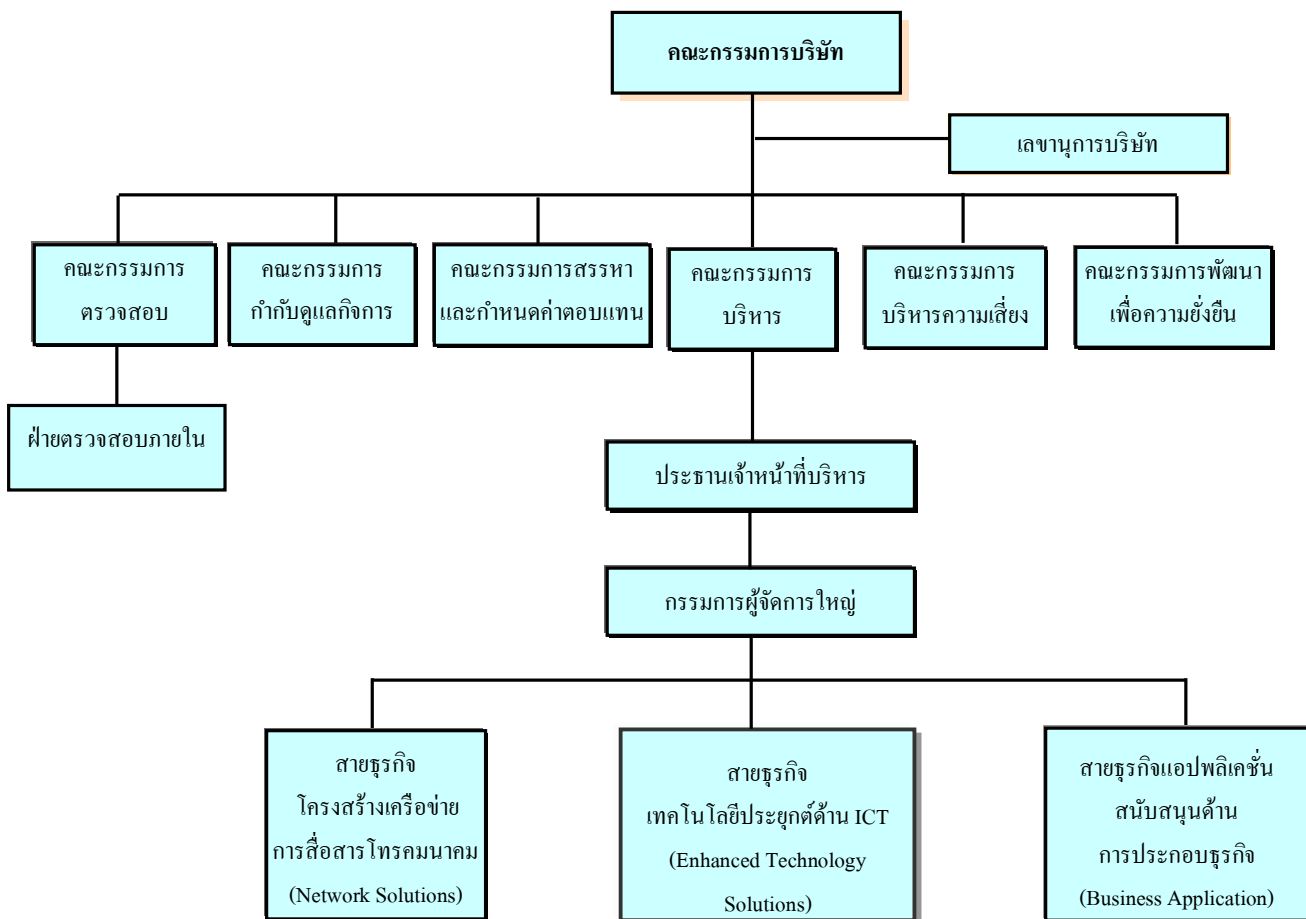 คณะกรรมการบริษัท
เลขานุการบริษัท
คณะกรรมการ
ตรวจสอบ
คณะกรรมการ
กำกับดูแลกิจการ
คณะกรรมการสรรหา
และกำหนดค่าตอบแทน
คณะกรรมการ
บริหาร
คณะกรรมการ
บริหารความเสี่ยง
คณะกรรมการพัฒนา
เพื่อความยั่งยืน
ฝ่ายตรวจสอบภายใน
ประธานเจ้าหน้าที่บริหาร
กรรมการผู้จัดการใหญ่
สายธุรกิจ
โครงสร้างเครือข่าย
การสื่อสารโทรคมนาคม
(Network Solutions)
สายธุรกิจ
เทคโนโลยีประยุกต์ด้าน ICT
(Enhanced Technology
Solutions)
สายธุรกิจแอปพลิเคชั่น
สนับสนุนด้าน
การประกอบธุรกิจ
(Business Application)